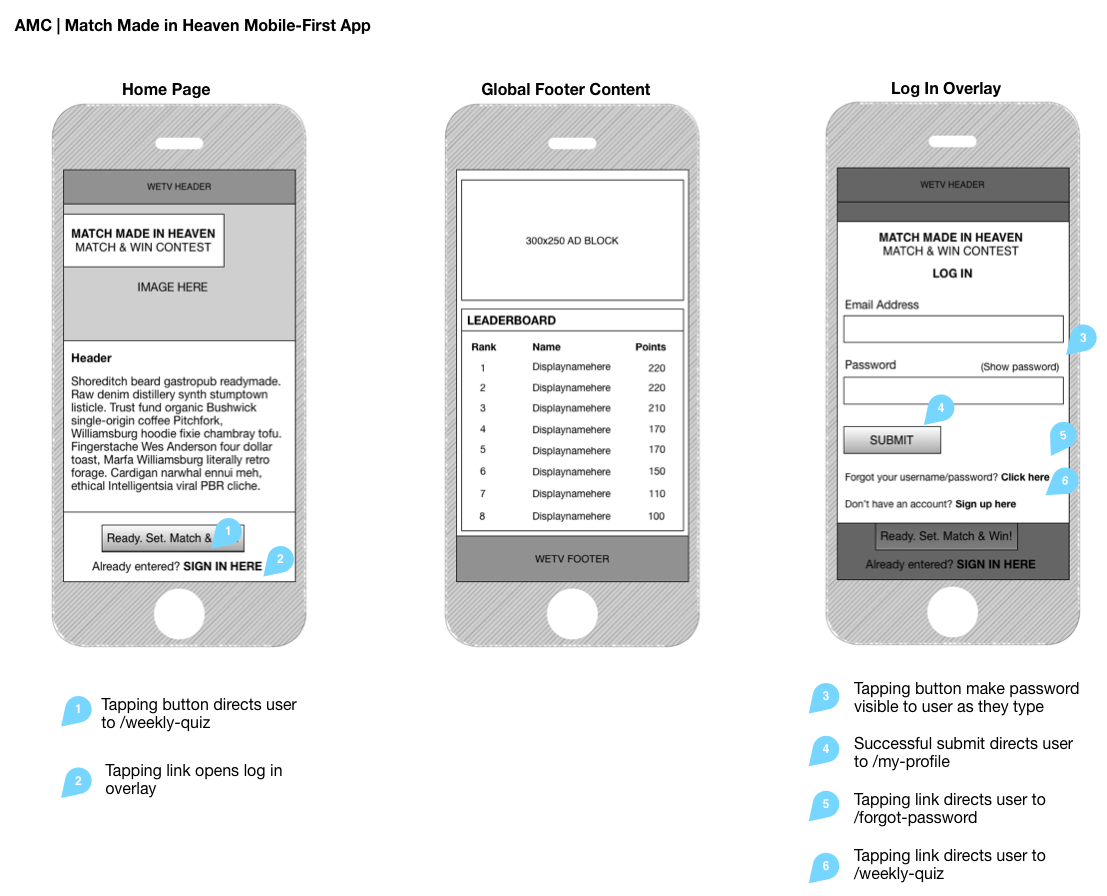 AMC | Match Made in Heaven Mobile-First App
Home Page
WETV HEADER
MATCH MADE IN HEAVEN
MATCH & WIN CONTEST
IMAGE HERE
Header
Shoreditch beard gastropub readymade.
Raw denim distillery synth stumptown
listicle. Trust fund organic Bushwick
single-origin coffee Pitchfork,
Williamsburg hoodie fixie chambray tofu.
Fingerstache Wes Anderson four dollar
toast, Marfa Williamsburg literally retro
forage. Cardigan narwhal ennui meh,
ethical Intelligentsia viral PBR cliche.
Ready. Set. Match &
1
Already entered? SIGN IN HERE
2
1 Tapping button directs user
to /weekly-quiz
2 Tapping link opens log in
overlay
Global Footer Content
300x250 AD BLOCK
LEADERBOARD
Rank Name Points
1 Displaynamehere 220
2 Displaynamehere 220
3 Displaynamehere 210
4 Displaynamehere 170
5 Displaynamehere 170
6 Displaynamehere 150
7 Displaynamehere 110
8 Displaynamehere 100
WETV FOOTER
Log In Overlay
WETV HEADER
MATCH MADE IN HEAVEN
MATCH & WIN CONTEST
LOG IN
Email Address
3
Password (Show password)
4
SUBMIT
5
Forgot your username/password? Click here
6
Don't have an account? Sign up here
Ready. Set. Match & Win!
Already entered? SIGN IN HERE
3 Tapping button make password
visible to user as they type
4 Successful submit directs user
to /my-profile
5 Tapping link directs user to
/forgot-password
6 Tapping link directs user to
/weekly-quiz